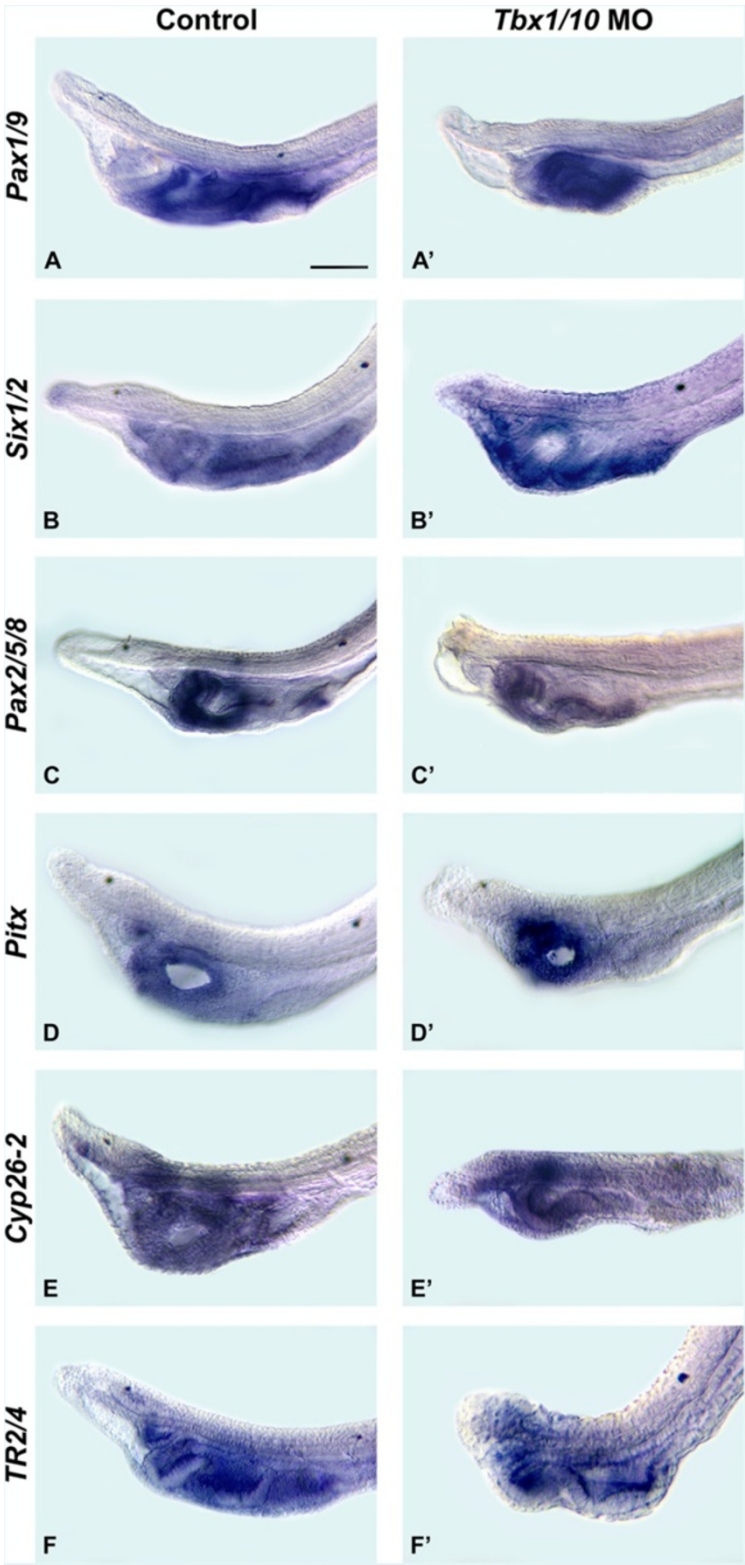 Control Tbx1/10 MO
Pax1/9
A A’
Six1/2
B B’
Pax2/5/8
C C’
Pitx
D D’
Cyp26-2
E E’
TR2/4
F F’